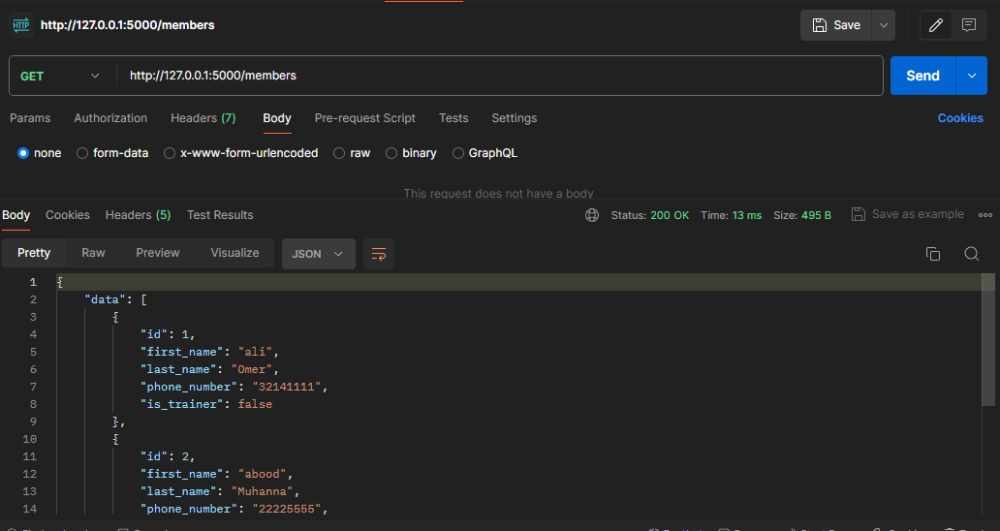 HTTP http://127.0.0.1:5000/members Save
GET http://127.0.0.1:5000/members Send
Params Authorization Headers (7) Body Pre-request Script Tests Settings Cookies
none form-data x-www-form-urlencoded raw binary GraphQL
This request does not have a body
Body Cookies Headers (5) Test Results Status: 200 OK Time: 13 ms Size: 495 B Save as example
Pretty Raw Preview Visualize JSON
1 {
2 "data": [
3 {
4 "id": 1,
5 "first_name": "ali",
6 "last_name": "Omer",
7 "phone_number": "32141111",
8 "is_trainer": false
9 },
10 {
11 "id": 2,
12 "first_name": "abood",
13 "last_name": "Muhanna",
14 "phone_number": "22225555",